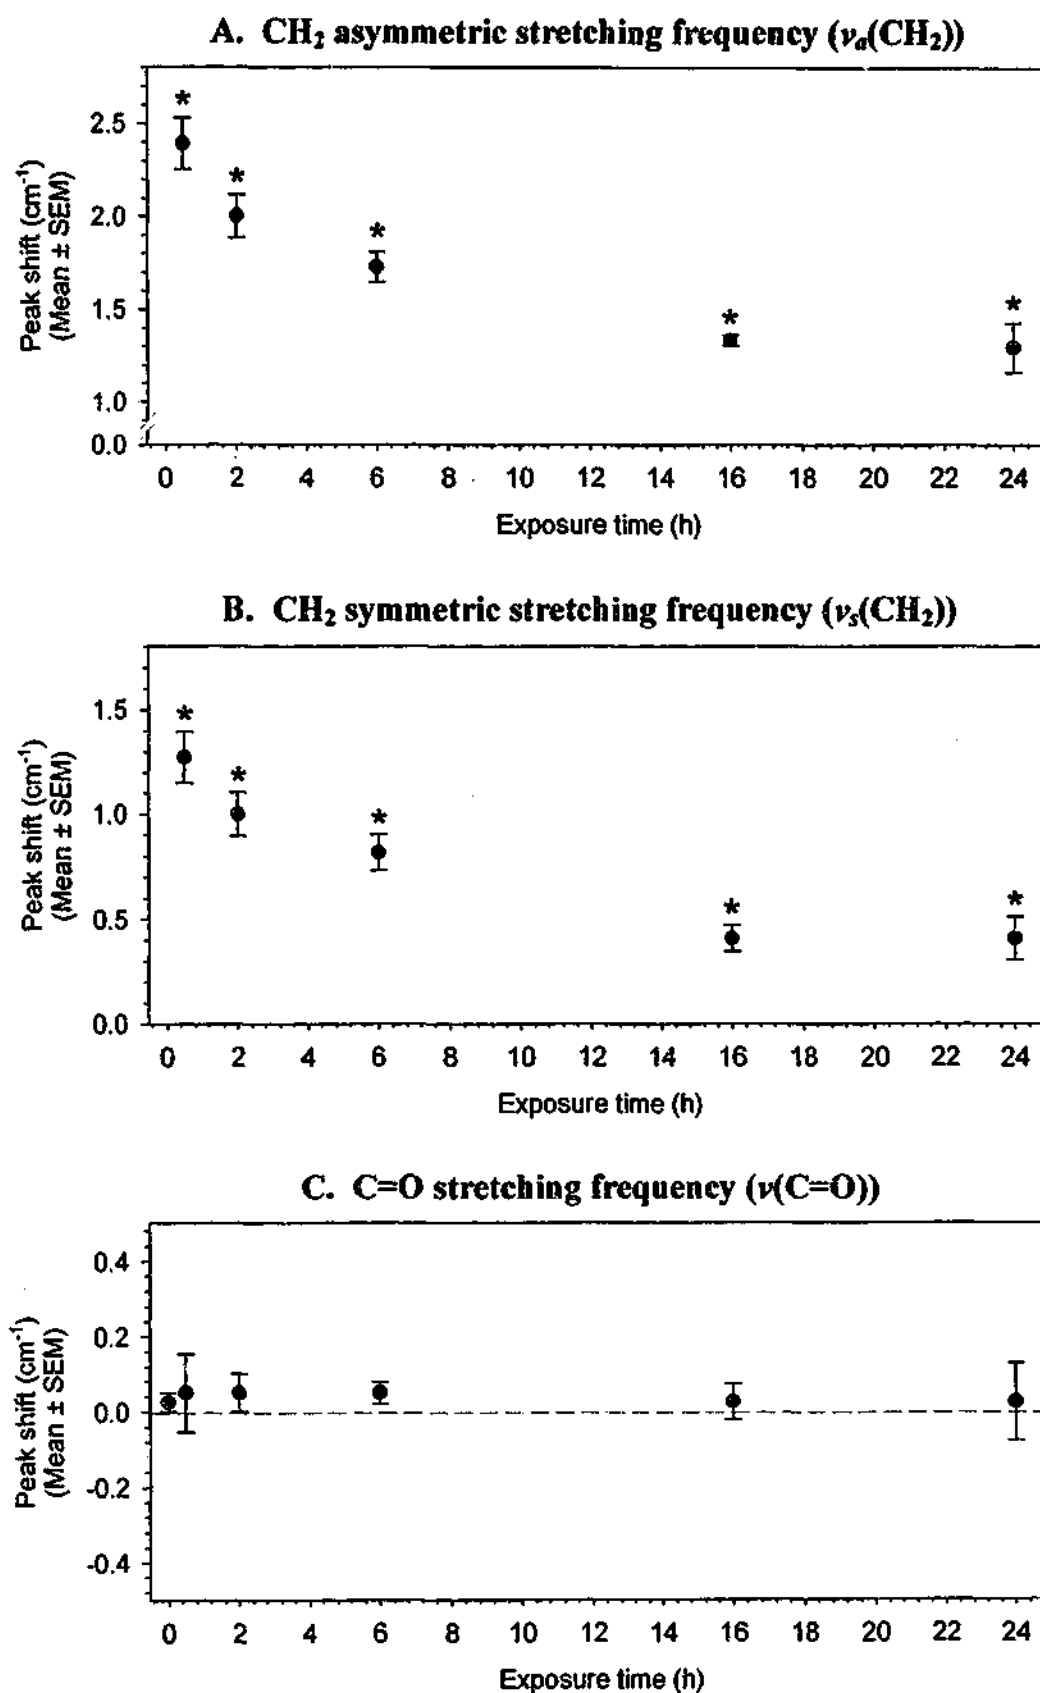 A. CH₂ asymmetric stretching frequency (νₐ(CH₂))
Peak shift (cm⁻¹)
(Mean ± SEM)
2.5
2.0
1.5
1.0
0.0
* * * * *
0 2 4 6 8 10 12 14 16 18 20 22 24
Exposure time (h)
B. CH₂ symmetric stretching frequency (νₛ(CH₂))
Peak shift (cm⁻¹)
(Mean ± SEM)
1.5
1.0
0.5
0.0
* * * * *
0 2 4 6 8 10 12 14 16 18 20 22 24
Exposure time (h)
C. C=O stretching frequency (ν(C=O))
Peak shift (cm⁻¹)
(Mean ± SEM)
0.4
0.2
0.0
-0.2
-0.4
0 2 4 6 8 10 12 14 16 18 20 22 24
Exposure time (h)